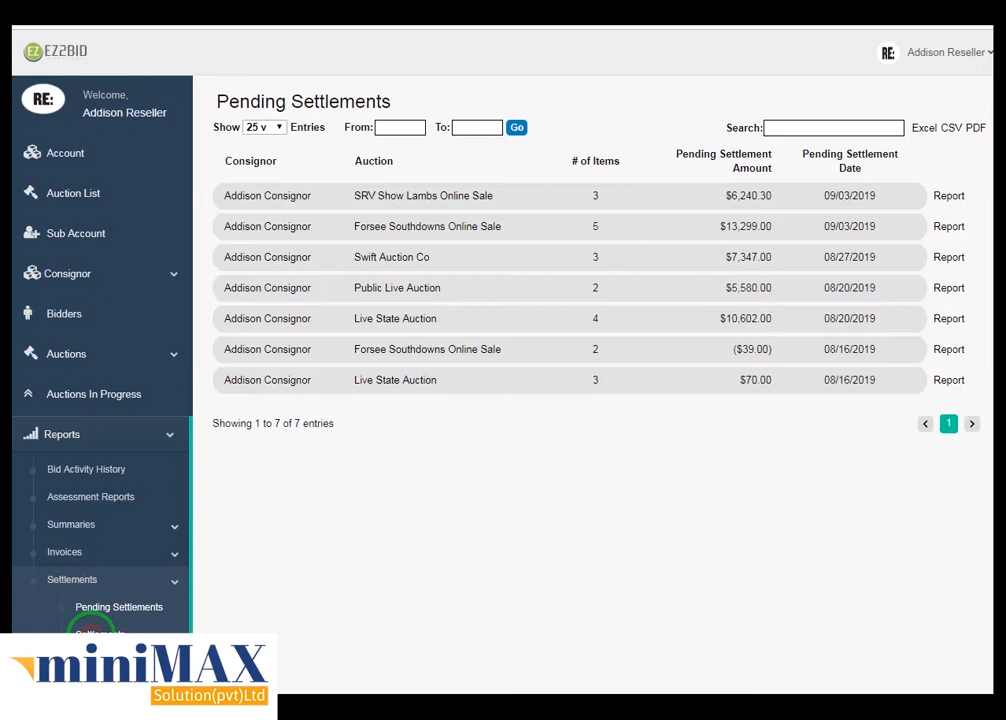 EZ EZ2BID
RE: Addison Reseller
RE: Welcome,
Addison Reseller
Account
Auction List
Sub Account
Consignor
Bidders
Auctions
Auctions In Progress
Reports
Bid Activity History
Assessment Reports
Summaries
Invoices
Settlements
Pending Settlements
Settlements
Pending Settlements
Show 25 v Entries From: To: Go Search: Excel CSV PDF
Consignor Auction # of Items Pending Settlement Amount Pending Settlement Date
Addison Consignor SRV Show Lambs Online Sale 3 $6,240.30 09/03/2019 Report
Addison Consignor Forsee Southdowns Online Sale 5 $13,299.00 09/03/2019 Report
Addison Consignor Swift Auction Co 3 $7,347.00 08/27/2019 Report
Addison Consignor Public Live Auction 2 $5,580.00 08/20/2019 Report
Addison Consignor Live State Auction 4 $10,602.00 08/20/2019 Report
Addison Consignor Forsee Southdowns Online Sale 2 ($39.00) 08/16/2019 Report
Addison Consignor Live State Auction 3 $70.00 08/16/2019 Report
Showing 1 to 7 of 7 entries
1
miniMAX
Solution(pvt)Ltd